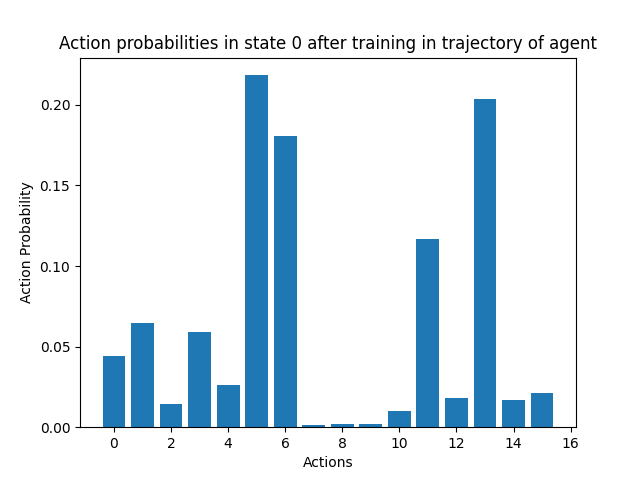 Action probabilities in state 0 after training in trajectory of agent
0.20
0.15
0.10
0.05
0.00
Action Probability
0 2 4 6 8 10 12 14 16
Actions